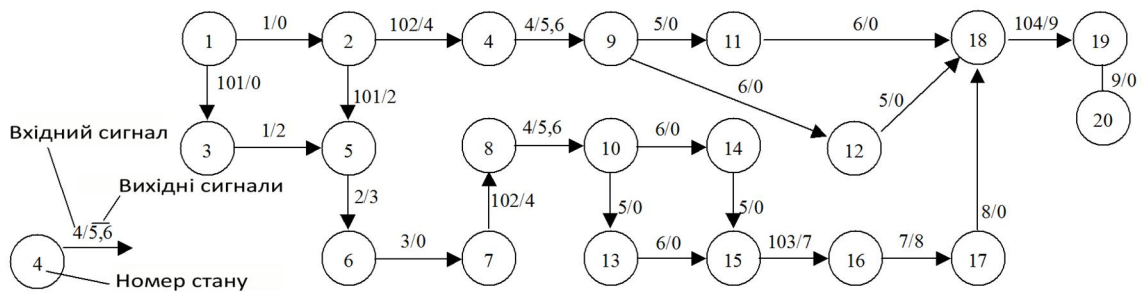 1/0 102/4 4/5,6 5/0 6/0 104/9
1 2 4 9 11 18 19
101/0 101/2 6/0 5/0 9/0
Вхідний сигнал
1/2 4/5,6 6/0
3 5 8 10 14 12 20
Вихідні сигнали
2/3 102/4 5/0 5/0 8/0
4/5,6 3/0 6/0 103/7 7/8
4 6 7 13 15 16 17
Номер стану